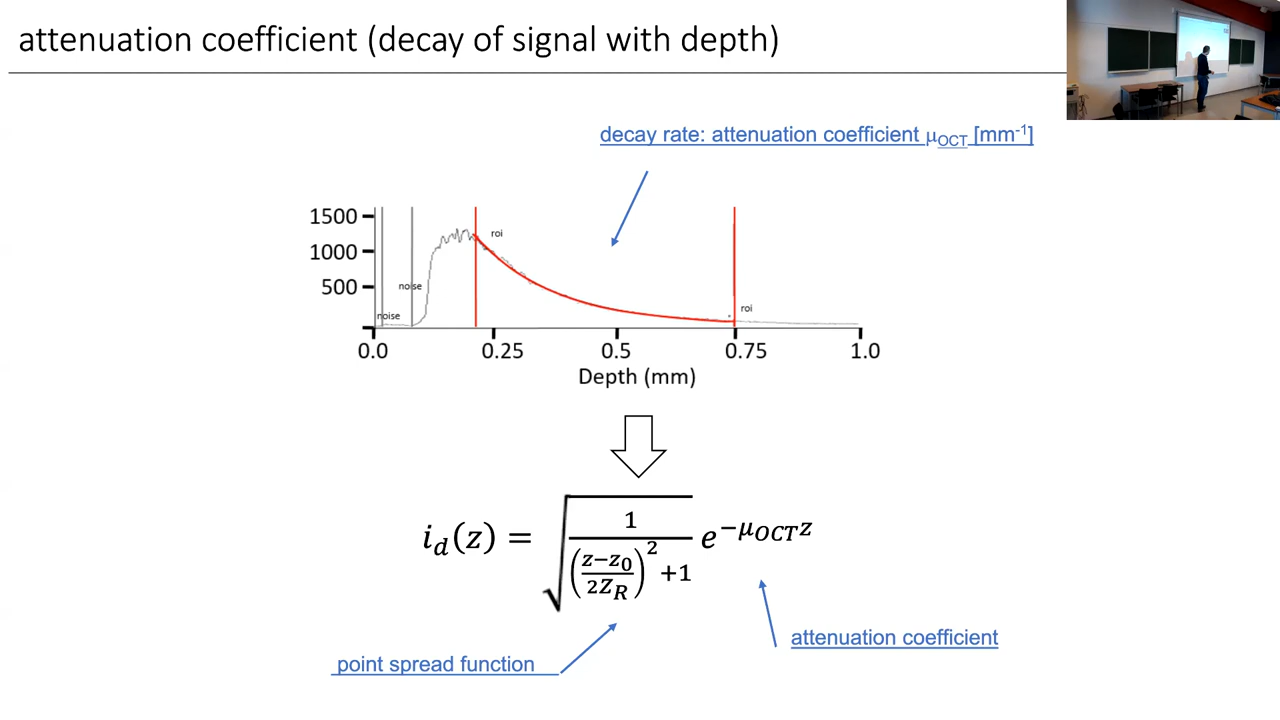 attenuation coefficient (decay of signal with depth)
decay rate: attenuation coefficient μOCT [mm-1]
1500
1000
500
roi
noise
noise
roi
0.0 0.25 0.5 0.75 1.0
Depth (mm)
i_d(z) = √(1/(((z−z_0)/(2Z_R))^2+1)) e^(−μ_OCT z)
attenuation coefficient
point spread function